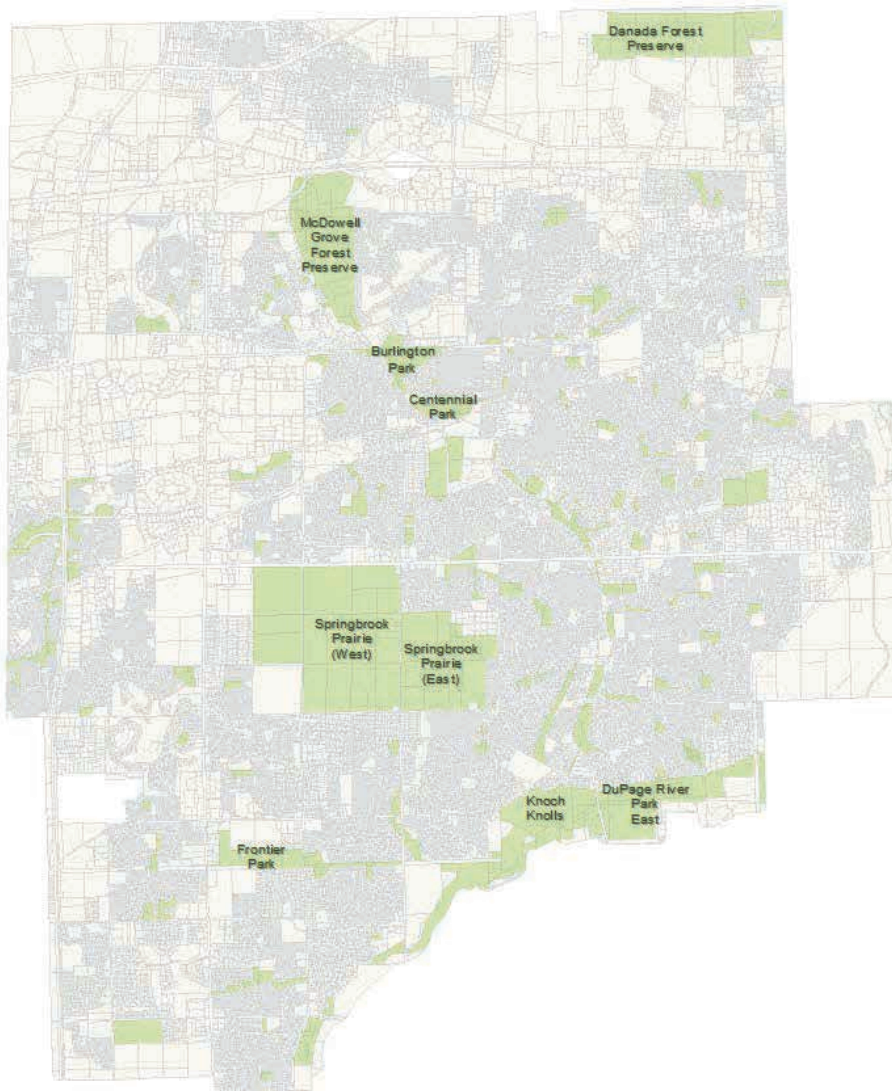 Danada Forest
Preserve
McDowell
Grove
Forest
Preserve
Burlington
Park
Centennial
Park
Springbrook
Prairie
(West)
Springbrook
Prairie
(East)
Knoch
Knolls
DuPage River
Park
East
Frontier
Park